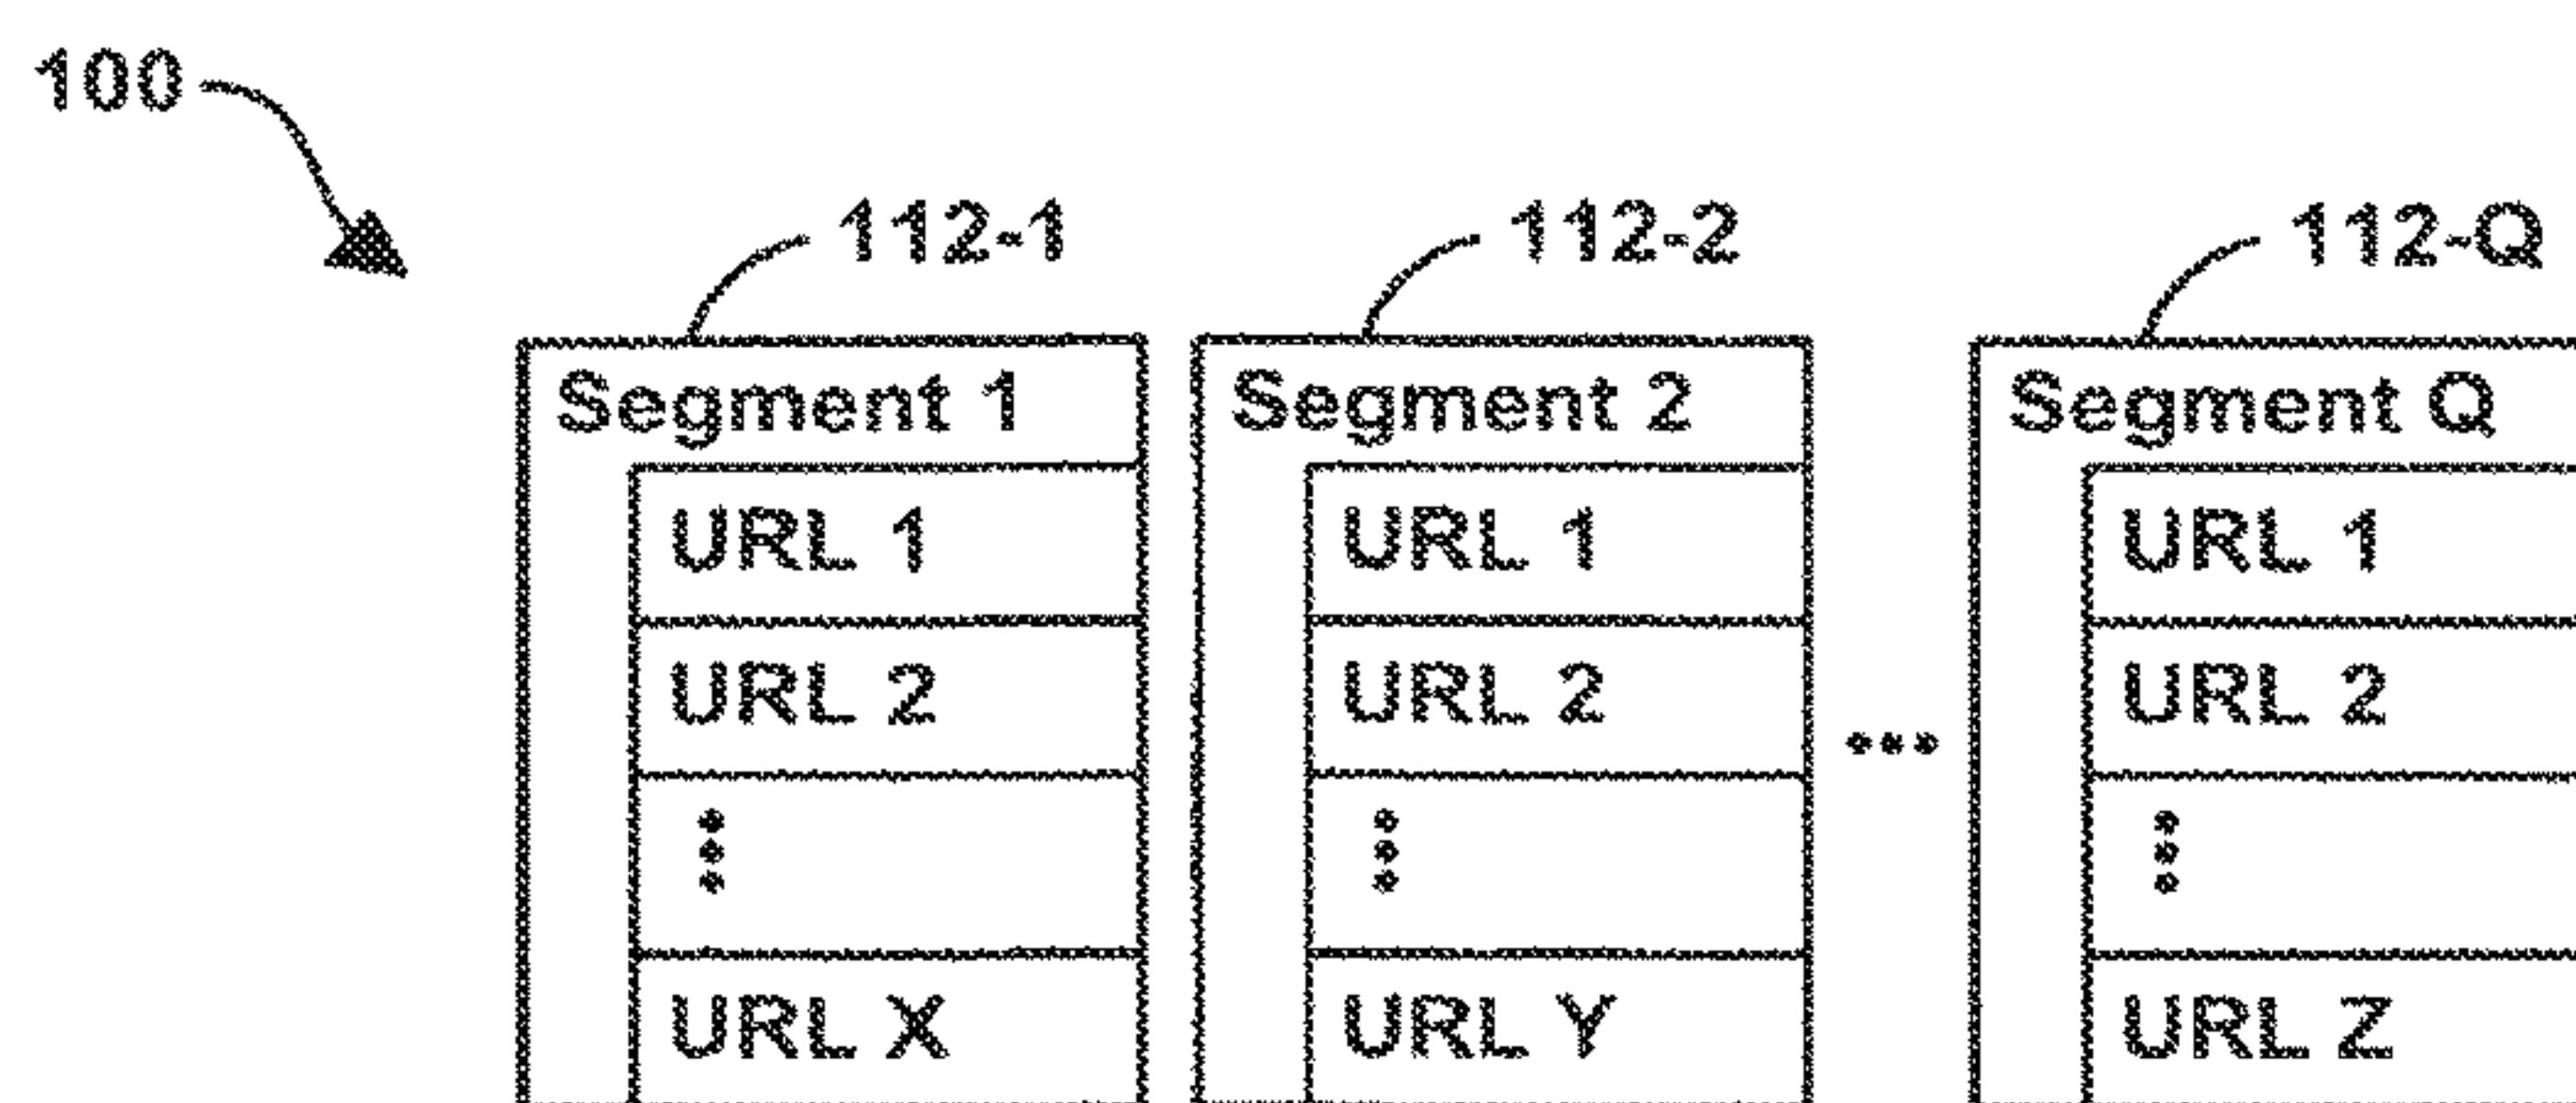 100
112-1 112-2 112-Q
Segment 1 Segment 2 Segment Q
URL 1 URL 1 URL 1
URL 2 URL 2 URL 2
...
URL X URL Y URL Z